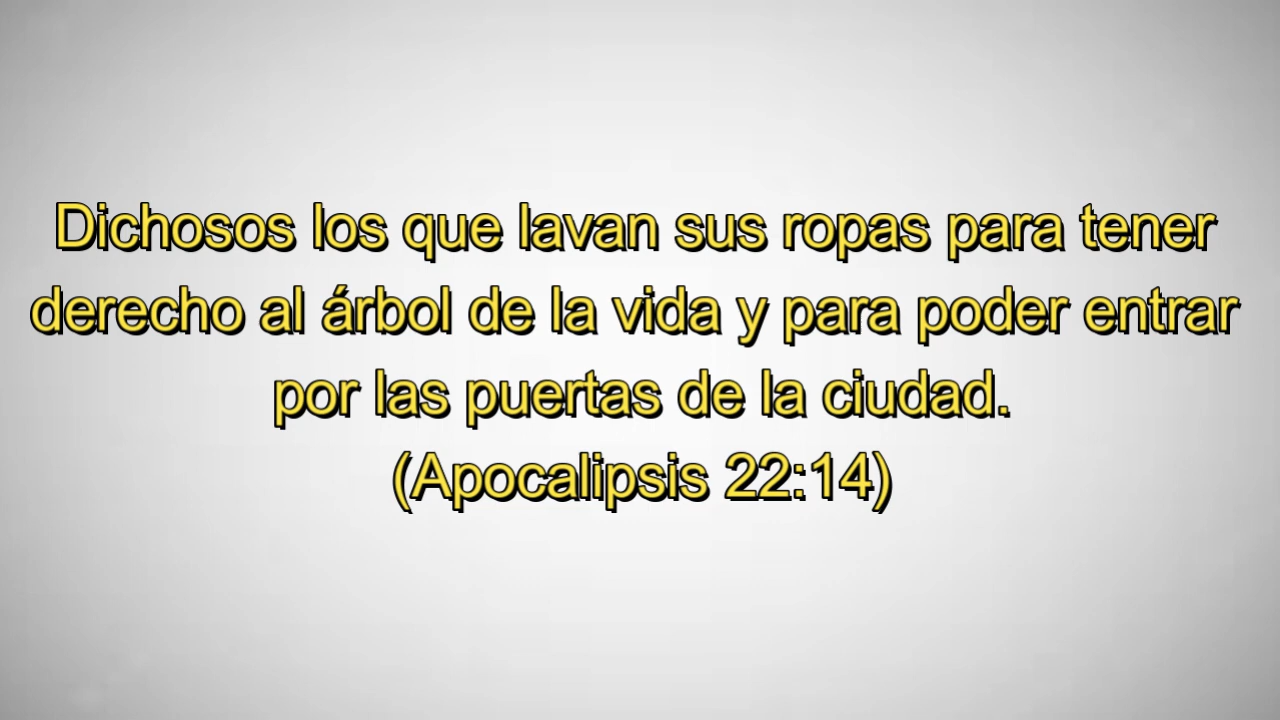 Dichosos los que lavan sus ropas para tener
derecho al árbol de la vida y para poder entrar
por las puertas de la ciudad.
(Apocalipsis 22:14)